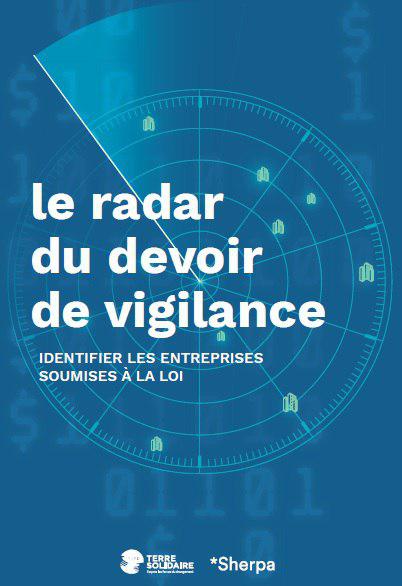 le radar
du devoir
de vigilance
IDENTIFIER LES ENTREPRISES
SOUMISES À LA LOI
TERRE
SOLIDAIRE
*Sherpa